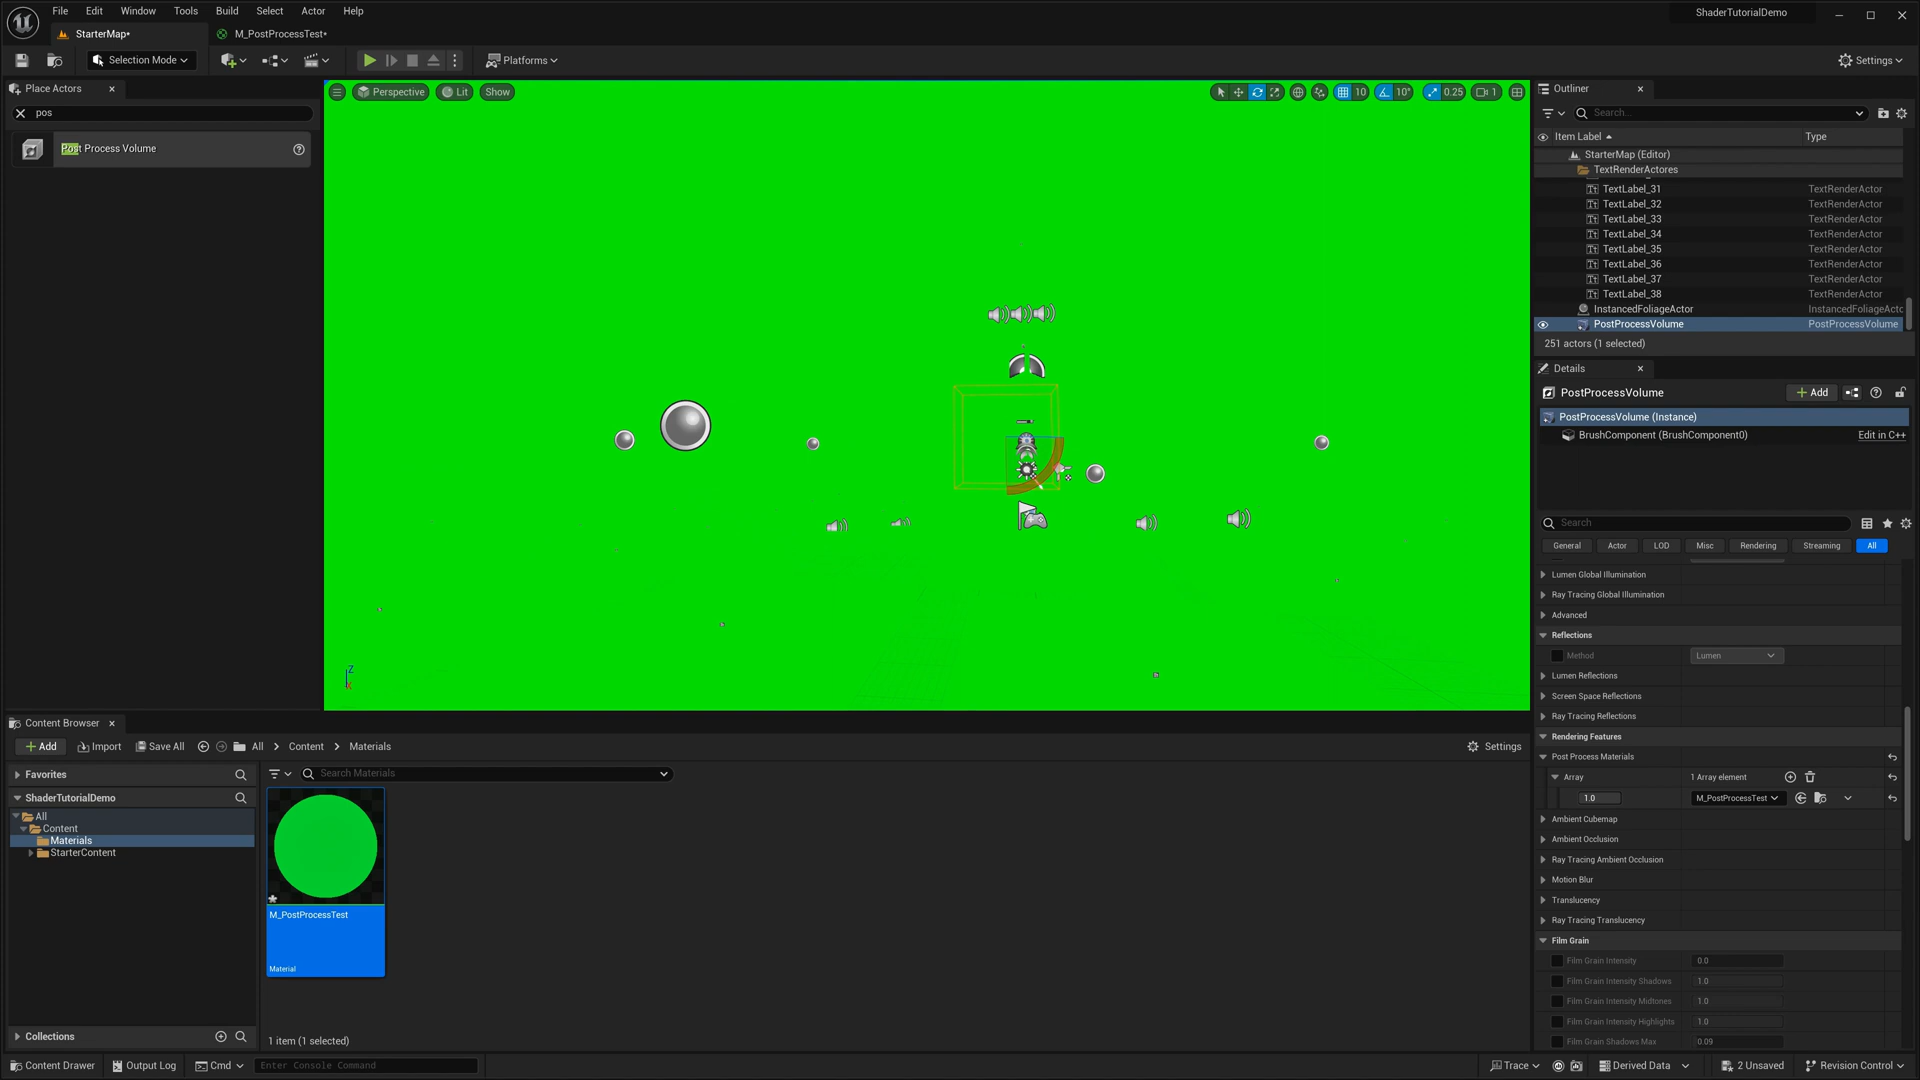 File Edit Window Tools Build Select Actor Help
ShaderTutorialDemo
StarterMap*
M_PostProcessTest*
Selection Mode
Platforms
Settings
Place Actors
pos
Post Process Volume
Perspective
Lit
Show
10
10°
0.25
1
Outliner
Search...
Item Label
Type
StarterMap (Editor)
TextRenderActores
TextLabel_31 TextRenderActor
TextLabel_32 TextRenderActor
TextLabel_33 TextRenderActor
TextLabel_34 TextRenderActor
TextLabel_35 TextRenderActor
TextLabel_36 TextRenderActor
TextLabel_37 TextRenderActor
TextLabel_38 TextRenderActor
InstancedFoliageActor InstancedFoliageActo
PostProcessVolume PostProcessVolume
251 actors (1 selected)
Details
PostProcessVolume
Add
PostProcessVolume (Instance)
BrushComponent (BrushComponent0) Edit in C++
Search
General Actor LOD Misc Rendering Streaming All
Lumen Global Illumination
Ray Tracing Global Illumination
Advanced
Reflections
Method Lumen
Lumen Reflections
Screen Space Reflections
Ray Tracing Reflections
Rendering Features
Post Process Materials
Array 1 Array element
1.0 M_PostProcessTest
Ambient Cubemap
Ambient Occlusion
Ray Tracing Ambient Occlusion
Motion Blur
Translucency
Ray Tracing Translucency
Film Grain
Film Grain Intensity 0.0
Film Grain Intensity Shadows 1.0
Film Grain Intensity Midtones 1.0
Film Grain Intensity Highlights 1.0
Film Grain Shadows Max 0.09
Z
X
Content Browser
Add Import Save All All Content Materials Settings
Favorites
ShaderTutorialDemo
All
Content
Materials
StarterContent
Collections
Search Materials
M_PostProcessTest
Material
1 item (1 selected)
Content Drawer Output Log Cmd Enter Console Command Trace Derived Data 2 Unsaved Revision Control